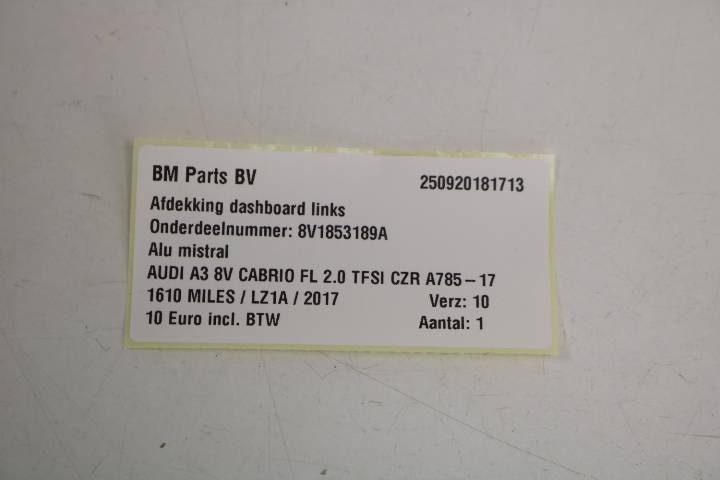 BM Parts BV 250920181713
Afdekking dashboard links
Onderdeelnummer: 8V1853189A
Alu mistral
AUDI A3 8V CABRIO FL 2.0 TFSI CZR A785-17
1610 MILES / LZ1A / 2017 Verz: 10
10 Euro incl. BTW Aantal: 1